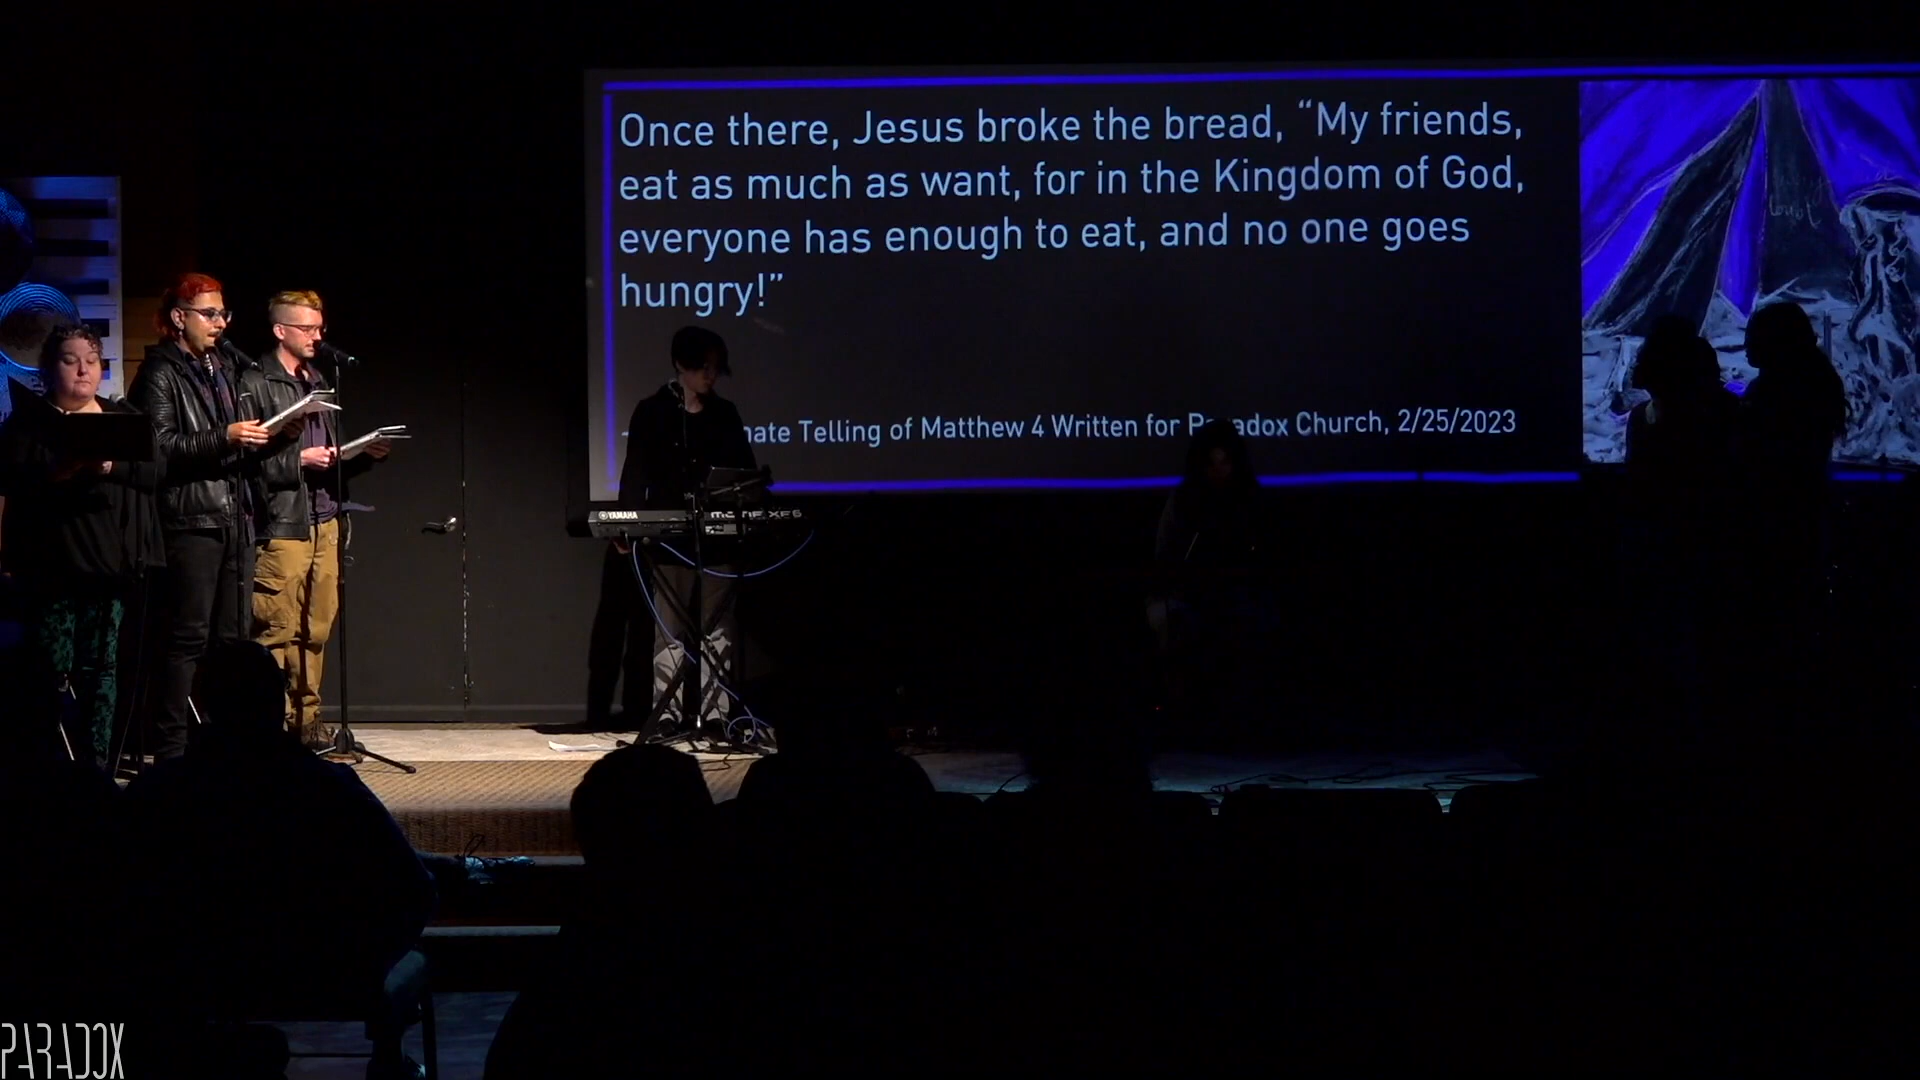 Once there, Jesus broke the bread, “My friends,
eat as much as want, for in the Kingdom of God,
everyone has enough to eat, and no one goes
hungry!”
Telling of Matthew 4 Written for Church, 2/25/2023
YAMAHA
XF6
PARADOX